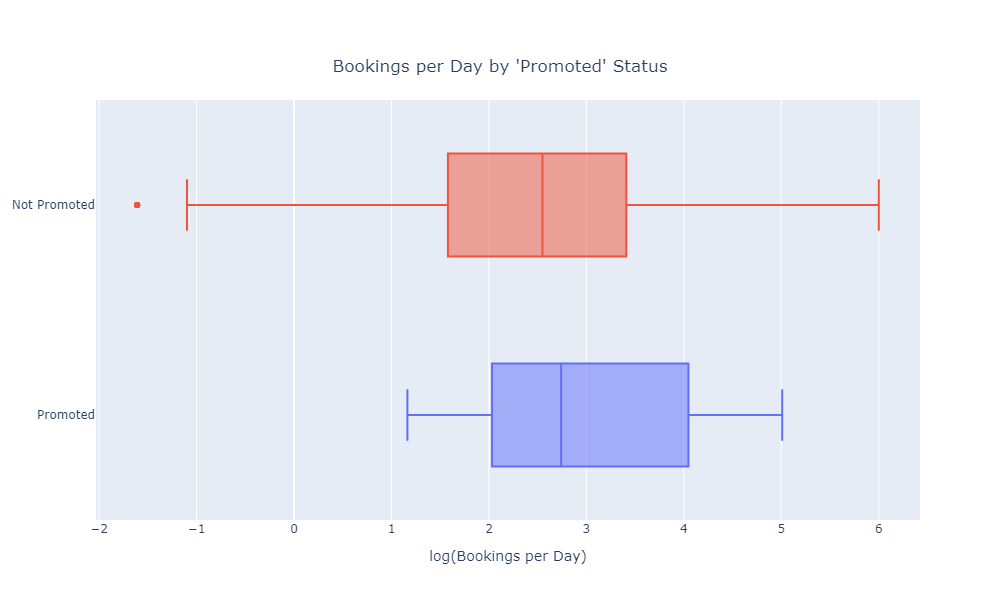 Bookings per Day by 'Promoted' Status
Not Promoted
Promoted
−2 −1 0 1 2 3 4 5 6
log(Bookings per Day)